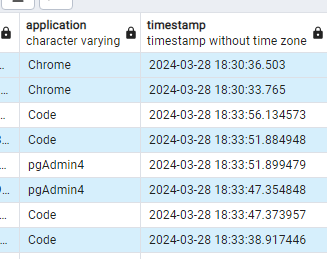 application timestamp
character varying timestamp without time zone
Chrome 2024-03-28 18:30:36.503
Chrome 2024-03-28 18:30:33.765
Code 2024-03-28 18:33:56.134573
Code 2024-03-28 18:33:51.884948
pgAdmin4 2024-03-28 18:33:51.899479
pgAdmin4 2024-03-28 18:33:47.354848
Code 2024-03-28 18:33:47.373957
Code 2024-03-28 18:33:38.917446